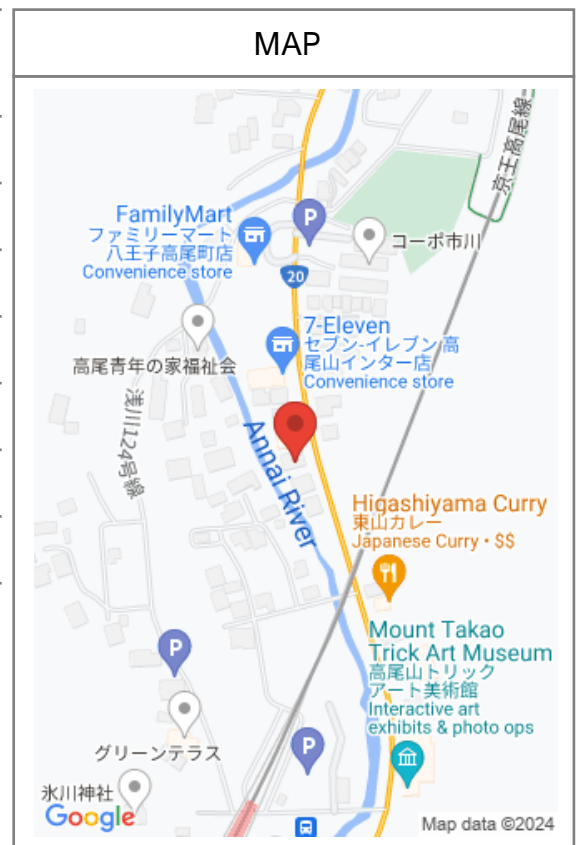 MAP
京王高尾線
FamilyMart
ファミリーマート
八王子高尾町店
Convenience store
P
コーポ市川
20
7-Eleven
セブン-イレブン 高
尾山インター店
Convenience store
高尾青年の家福祉会
浅川124号線
Annai River
Higashiyama Curry
東山カレー
Japanese Curry • $$
Mount Takao
Trick Art Museum
高尾山トリック
アート美術館
Interactive art
exhibits & photo ops
P
グリーンテラス
P
氷川神社
Google
Map data ©2024